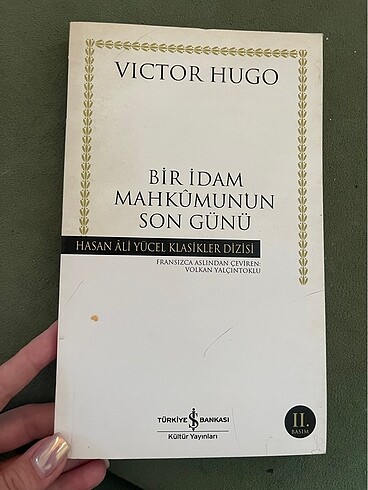 VICTOR HUGO
BİR İDAM
MAHKÛMUNUN
SON GÜNÜ
HASAN ÂLİ YÜCEL KLASİKLER DİZİSİ
FRANSIZCA ASLINDAN ÇEVİREN:
VOLKAN YALÇINTOKLU
TÜRKİYE İŞ BANKASI
Kültür Yayınları
II.
BASIM